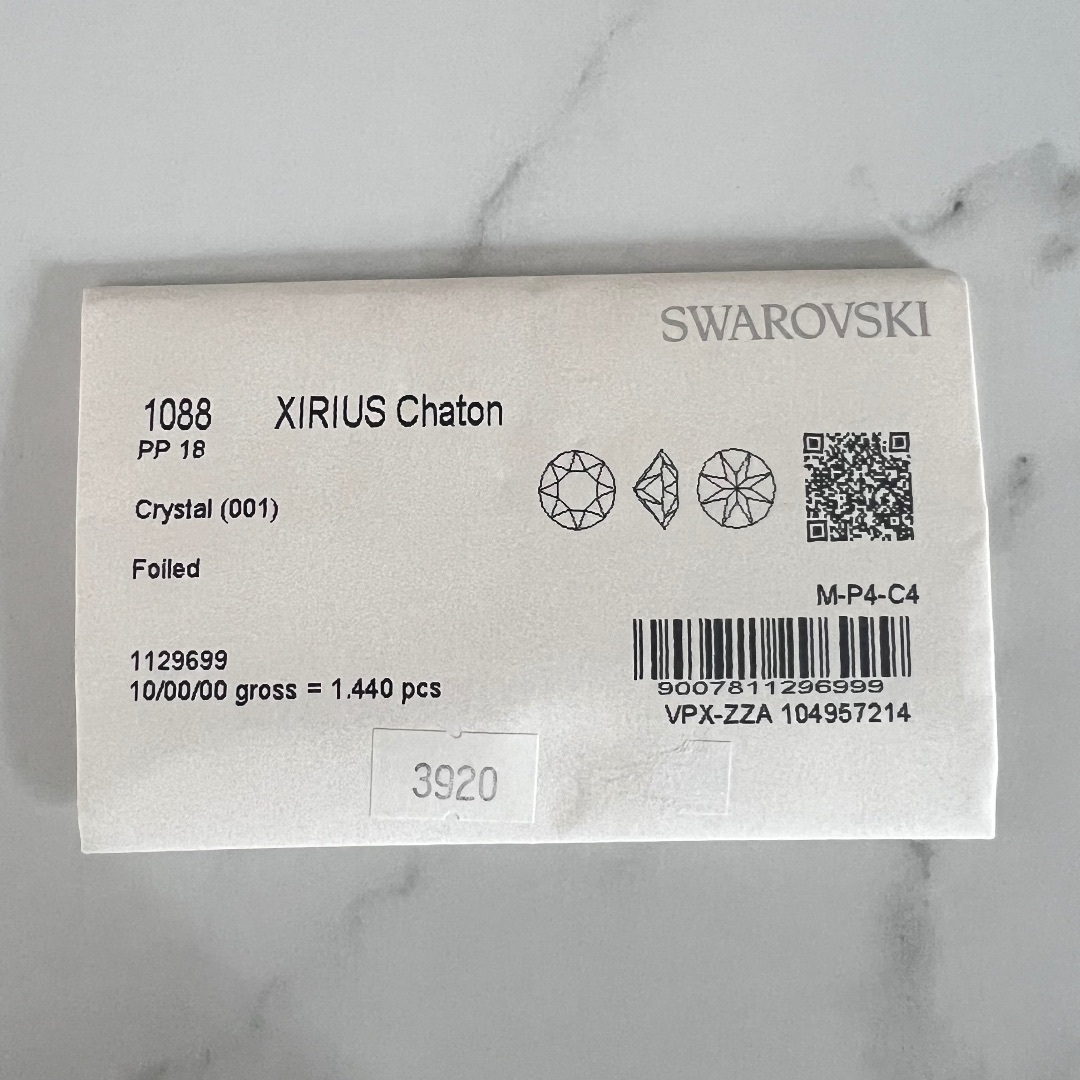 SWAROVSKI
1088 XIRIUS Chaton
PP 18
Crystal (001)
Foiled
M-P4-C4
1129699
10/00/00 gross = 1.440 pcs
9007811296999
VPX-ZZA 104957214
3920